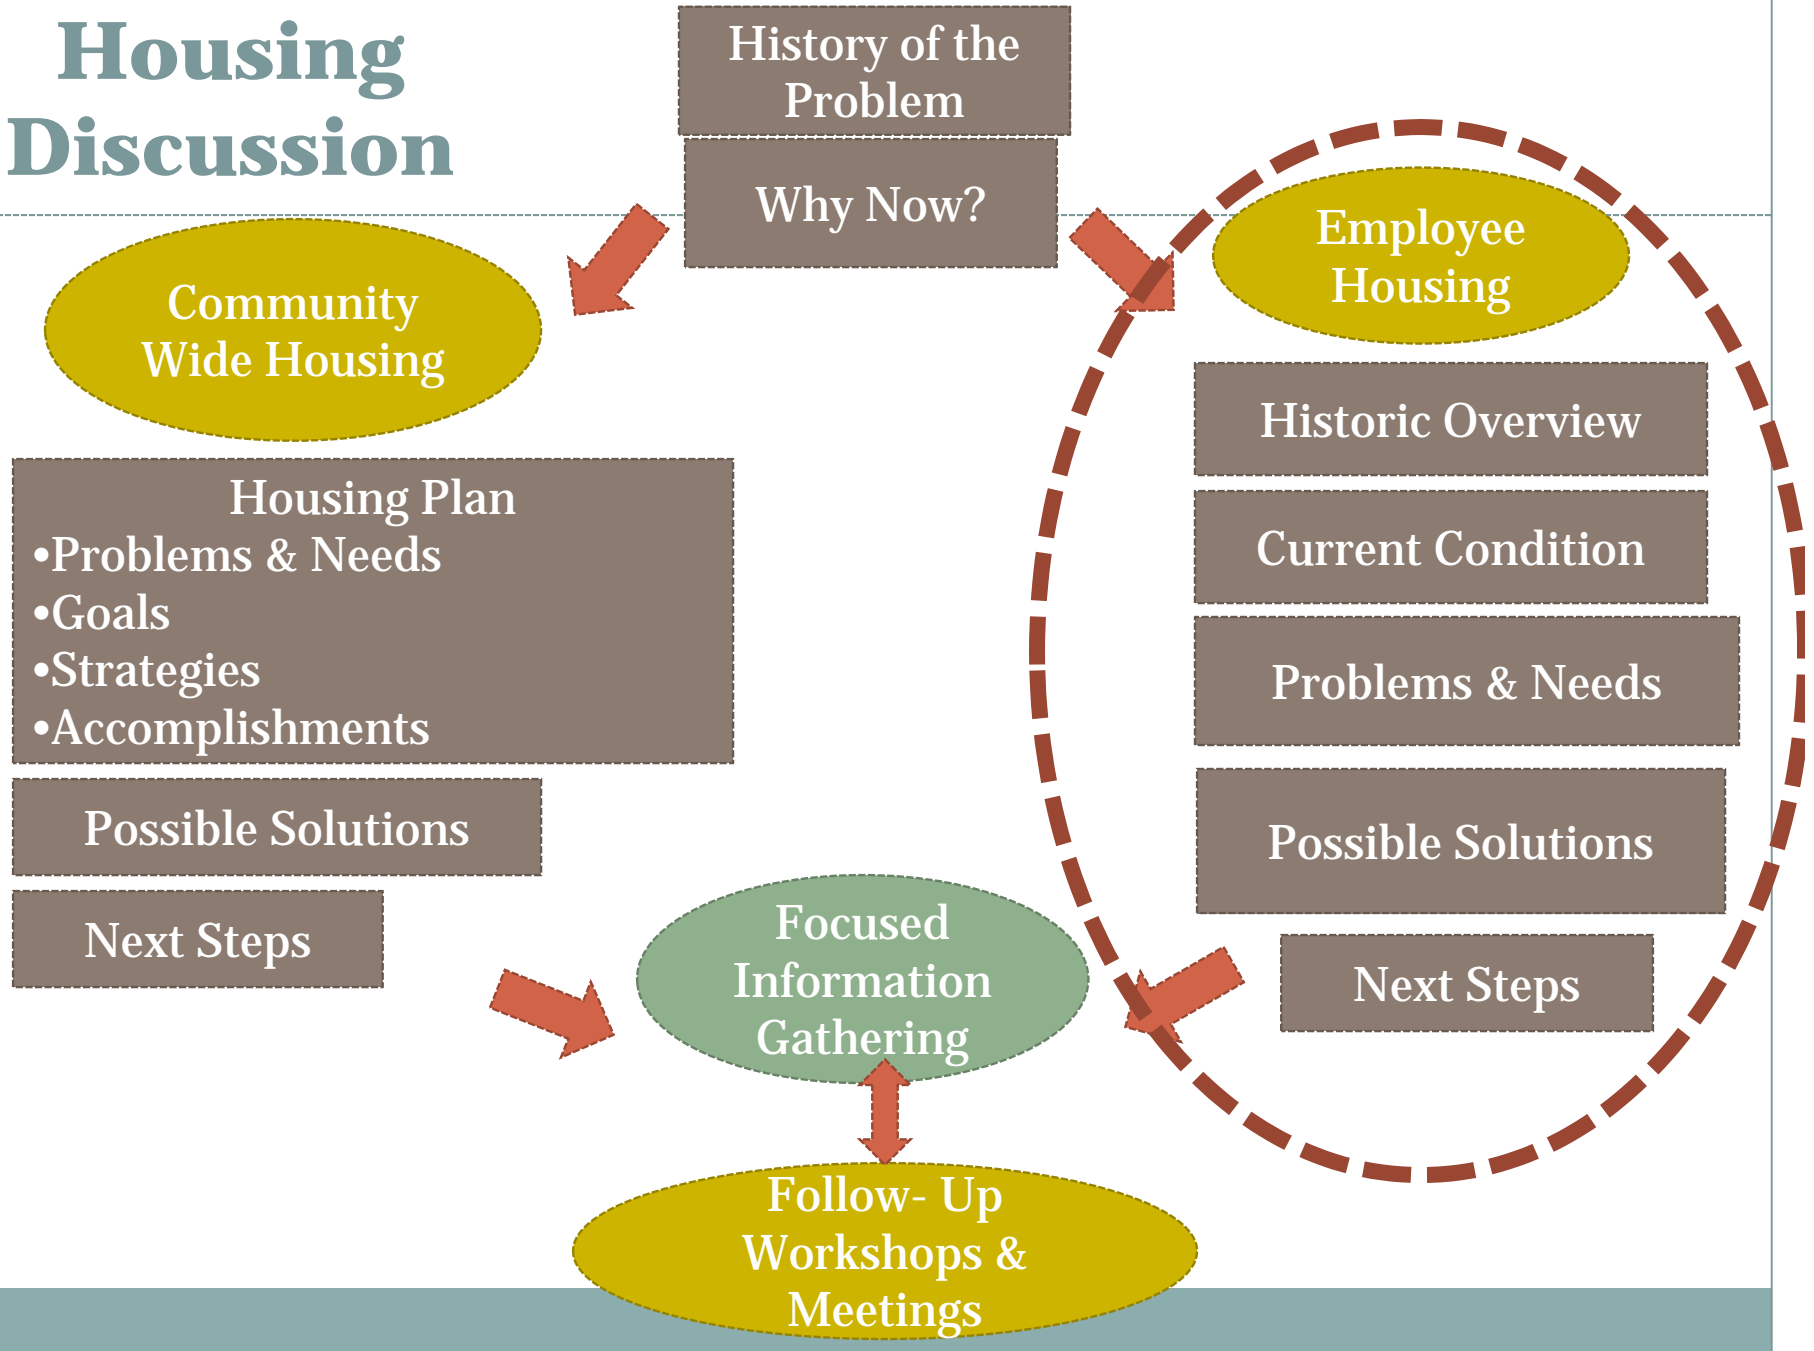 Housing
Discussion
History of the
Problem
Why Now?
Community
Wide Housing
Housing Plan
•Problems & Needs
•Goals
•Strategies
•Accomplishments
Possible Solutions
Next Steps
Employee
Housing
Historic Overview
Current Condition
Problems & Needs
Possible Solutions
Next Steps
Focused
Information
Gathering
Follow- Up
Workshops &
Meetings